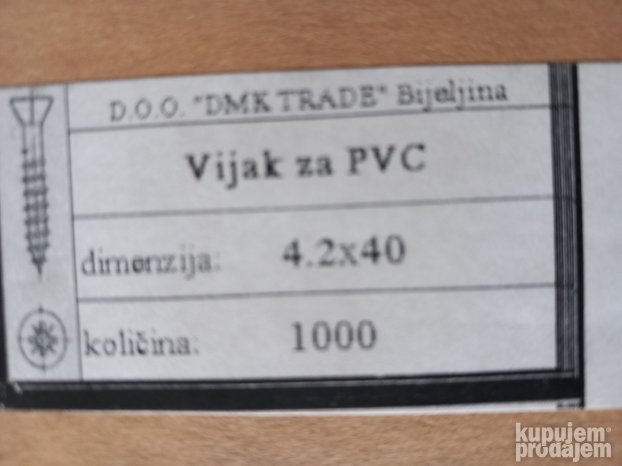 D.O.O. "DMK TRADE" Bijeljina
Vijak za PVC
dimenzija: 4.2x40
količina: 1000
kupujem
prodajem